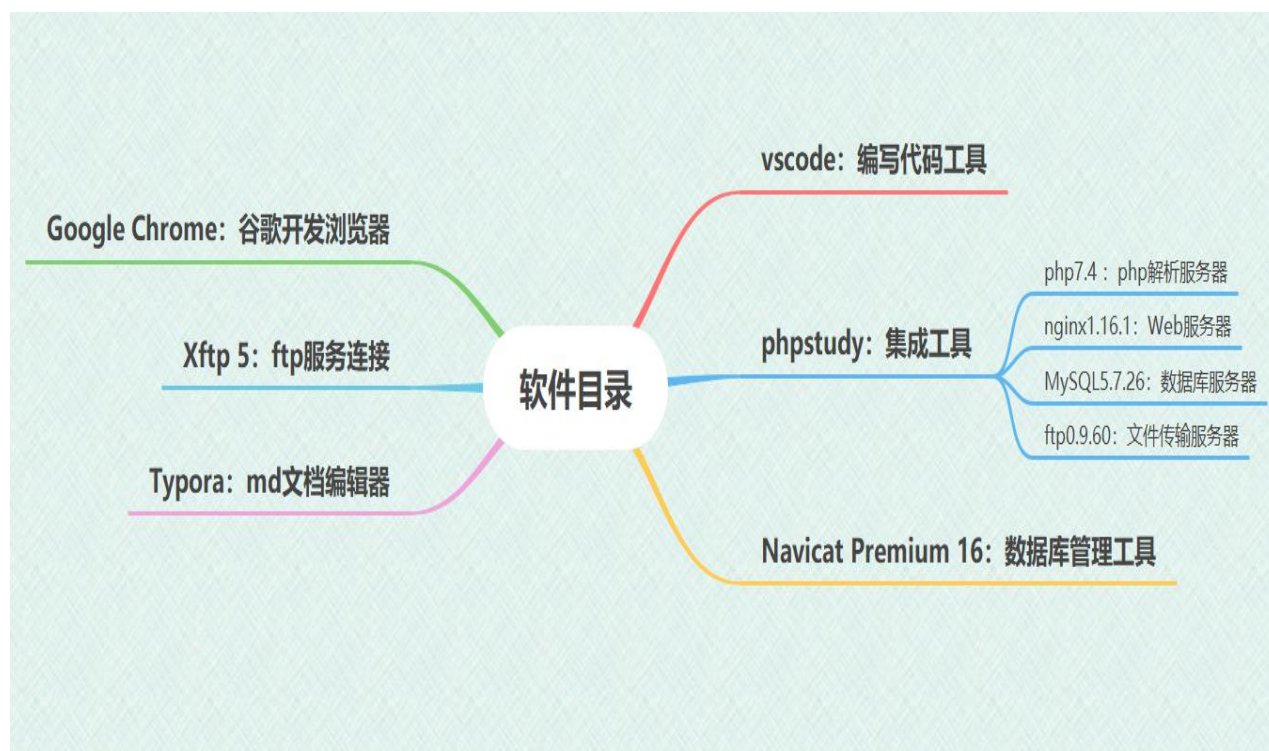 软件目录
vscode：编写代码工具
phpstudy：集成工具
php7.4 ：php解析服务器
nginx1.16.1：Web服务器
MySQL5.7.26：数据库服务器
ftp0.9.60：文件传输服务器
Navicat Premium 16：数据库管理工具
Google Chrome：谷歌开发浏览器
Xftp 5：ftp服务连接
Typora：md文档编辑器